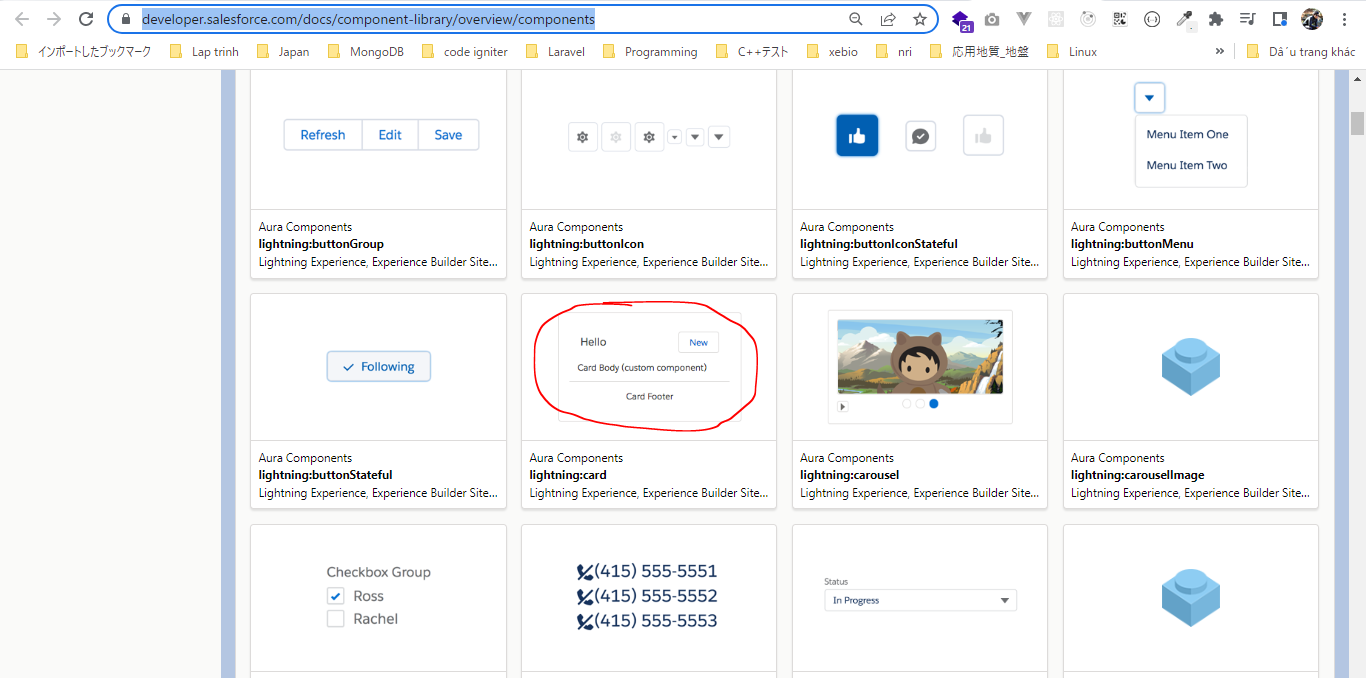 developer.salesforce.com/docs/component-library/overview/components
21
インポートしたブックマーク
Lap trinh
Japan
MongoDB
code igniter
Laravel
Programming
C++テスト
xebio
nri
応用地質_地盤
Linux
»
Dâ´u trang khác
Refresh
Edit
Save
Menu Item One
Menu Item Two
Aura Components
lightning:buttonGroup
Lightning Experience, Experience Builder Site...
Aura Components
lightning:buttonIcon
Lightning Experience, Experience Builder Site...
Aura Components
lightning:buttonIconStateful
Lightning Experience, Experience Builder Site...
Aura Components
lightning:buttonMenu
Lightning Experience, Experience Builder Site...
Following
Hello
New
Card Body (custom component)
Card Footer
Aura Components
lightning:buttonStateful
Lightning Experience, Experience Builder Site...
Aura Components
lightning:card
Lightning Experience, Experience Builder Site...
Aura Components
lightning:carousel
Lightning Experience, Experience Builder Site...
Aura Components
lightning:carouselImage
Lightning Experience, Experience Builder Site...
Checkbox Group
Ross
Rachel
(415) 555-5551
(415) 555-5552
(415) 555-5553
Status
In Progress